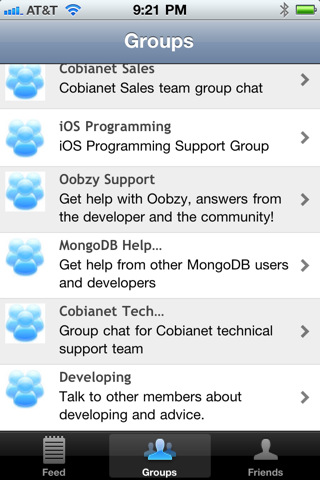 AT&T 9:21 PM
Groups
Cobianet Sales
Cobianet Sales team group chat
iOS Programming
iOS Programming Support Group
Oobzy Support
Get help with Oobzy, answers from
the developer and the community!
MongoDB Help...
Get help from other MongoDB users
and developers
Cobianet Tech...
Group chat for Cobianet technical
support team
Developing
Talk to other members about
developing and advice.
Feed Groups Friends